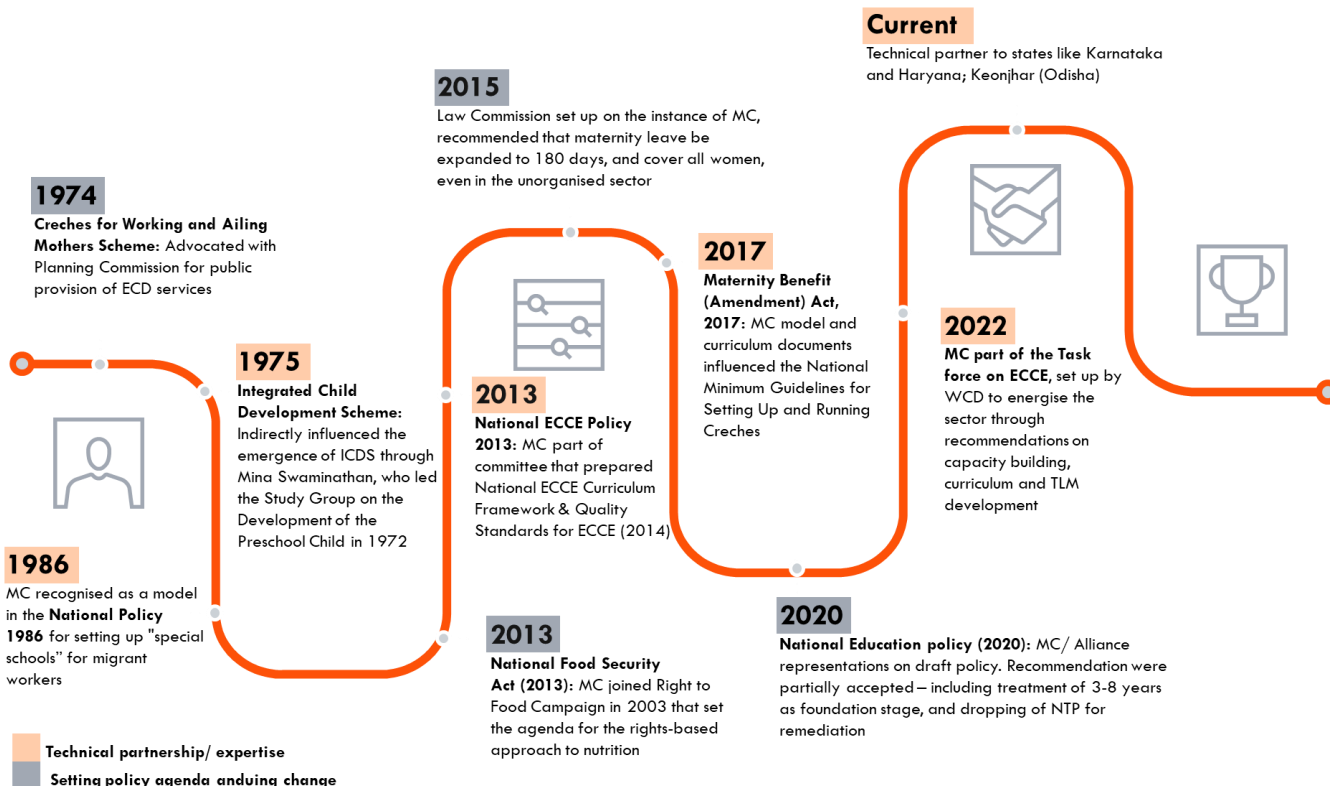 1974
Creches for Working and Ailing
Mothers Scheme: Advocated with
Planning Commission for public
provision of ECD services
1975
Integrated Child
Development Scheme:
Indirectly influenced the
emergence of ICDS through
Mina Swaminathan, who led
the Study Group on the
Development of the
Preschool Child in 1972
1986
MC recognised as a model
in the National Policy
1986 for setting up "special
schools” for migrant
workers
2013
National Food Security
Act (2013): MC joined Right to
Food Campaign in 2003 that set
the agenda for the rights-based
approach to nutrition
2013
National ECCE Policy
2013: MC part of
committee that prepared
National ECCE Curriculum
Framework & Quality
Standards for ECCE (2014)
2015
Law Commission set up on the instance of MC,
recommended that maternity leave be
expanded to 180 days, and cover all women,
even in the unorganised sector
2017
Maternity Benefit
(Amendment) Act,
2017: MC model and
curriculum documents
influenced the National
Minimum Guidelines for
Setting Up and Running
Creches
2020
National Education policy (2020): MC/ Alliance
representations on draft policy. Recommendation were
partially accepted – including treatment of 3-8 years
as foundation stage, and dropping of NTP for
remediation
2022
MC part of the Task
force on ECCE, set up by
WCD to energise the
sector through
recommendations on
capacity building,
curriculum and TLM
development
Current
Technical partner to states like Karnataka
and Haryana; Keonjhar (Odisha)
Technical partnership/ expertise
Setting policy agenda anduing change